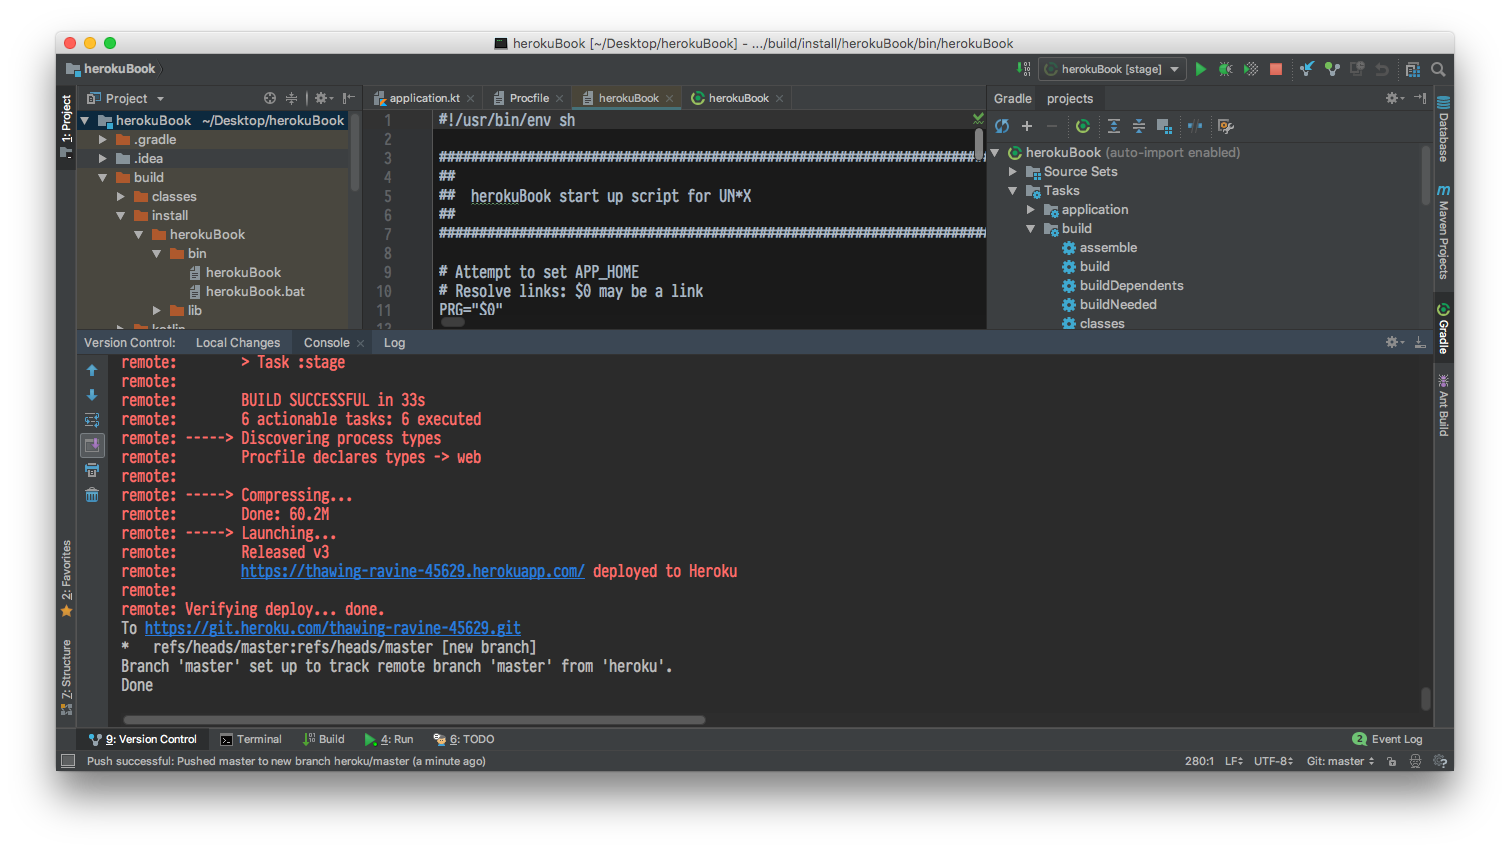 herokuBook [~/Desktop/herokuBook] - .../build/install/herokuBook/bin/herokuBook
herokuBook
herokuBook [stage]
1: Project
Project
herokuBook ~/Desktop/herokuBook
.gradle
.idea
build
classes
install
herokuBook
bin
herokuBook
herokuBook.bat
lib
kotlin
application.kt
Procfile
herokuBook
herokuBook
1 #!/usr/bin/env sh
2
3 ##############################################################################
4 ##
5 ##  herokuBook start up script for UN*X
6 ##
7 ##############################################################################
8
9 # Attempt to set APP_HOME
10 # Resolve links: $0 may be a link
11 PRG="$0"
12
Gradle projects
herokuBook (auto-import enabled)
Source Sets
Tasks
application
build
assemble
build
buildDependents
buildNeeded
classes
Database
Maven Projects
Gradle
Ant Build
Version Control: Local Changes Console Log
remote:        > Task :stage
remote:
remote:        BUILD SUCCESSFUL in 33s
remote:        6 actionable tasks: 6 executed
remote: -----> Discovering process types
remote:        Procfile declares types -> web
remote:
remote: -----> Compressing...
remote:        Done: 60.2M
remote: -----> Launching...
remote:        Released v3
remote:        https://thawing-ravine-45629.herokuapp.com/ deployed to Heroku
remote:
remote: Verifying deploy... done.
To https://git.heroku.com/thawing-ravine-45629.git
*   refs/heads/master:refs/heads/master [new branch]
Branch 'master' set up to track remote branch 'master' from 'heroku'.
Done
2: Favorites
7: Structure
9: Version Control Terminal Build 4: Run 6: TODO 2 Event Log
Push successful: Pushed master to new branch heroku/master (a minute ago) 280:1 LF UTF-8 Git: master